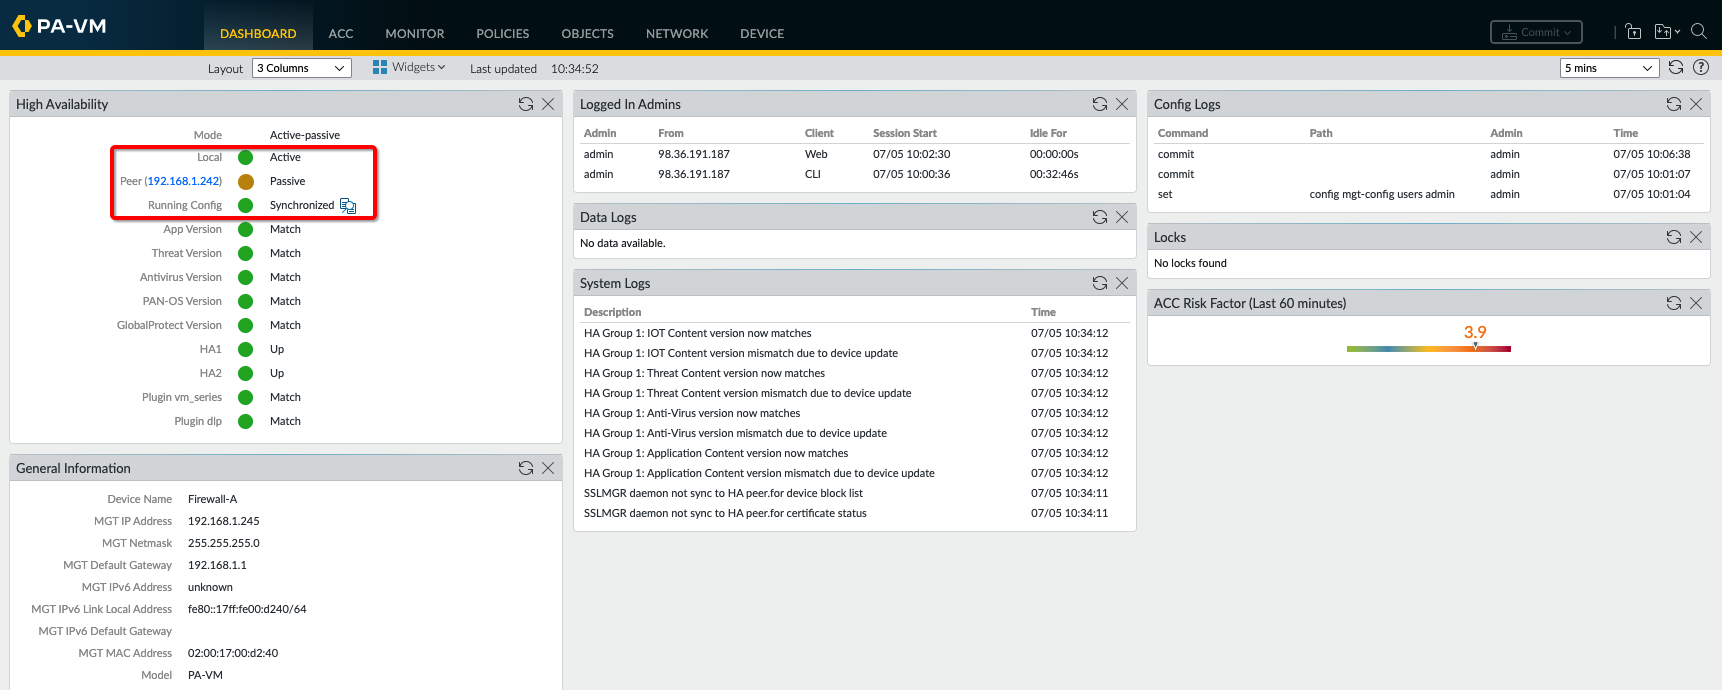 PA-VM
DASHBOARD ACC MONITOR POLICIES OBJECTS NETWORK DEVICE Commit
Layout 3 Columns Widgets Last updated 10:34:52 5 mins
High Availability
Mode Active-passive
Local Active
Peer (192.168.1.242) Passive
Running Config Synchronized
App Version Match
Threat Version Match
Antivirus Version Match
PAN-OS Version Match
GlobalProtect Version Match
HA1 Up
HA2 Up
Plugin vm_series Match
Plugin dlp Match
General Information
Device Name Firewall-A
MGT IP Address 192.168.1.245
MGT Netmask 255.255.255.0
MGT Default Gateway 192.168.1.1
MGT IPv6 Address unknown
MGT IPv6 Link Local Address fe80::17ff:fe00:d240/64
MGT IPv6 Default Gateway
MGT MAC Address 02:00:17:00:d2:40
Model PA-VM
Logged In Admins
Admin From Client Session Start Idle For
admin 98.36.191.187 Web 07/05 10:02:30 00:00:00s
admin 98.36.191.187 CLI 07/05 10:00:36 00:32:46s
Data Logs
No data available.
System Logs
Description Time
HA Group 1: IOT Content version now matches 07/05 10:34:12
HA Group 1: IOT Content version mismatch due to device update 07/05 10:34:12
HA Group 1: Threat Content version now matches 07/05 10:34:12
HA Group 1: Threat Content version mismatch due to device update 07/05 10:34:12
HA Group 1: Anti-Virus version now matches 07/05 10:34:12
HA Group 1: Anti-Virus version mismatch due to device update 07/05 10:34:12
HA Group 1: Application Content version now matches 07/05 10:34:12
HA Group 1: Application Content version mismatch due to device update 07/05 10:34:12
SSLMGR daemon not sync to HA peer.for device block list 07/05 10:34:11
SSLMGR daemon not sync to HA peer.for certificate status 07/05 10:34:11
Config Logs
Command Path Admin Time
commit admin 07/05 10:06:38
commit admin 07/05 10:01:07
set config mgt-config users admin admin 07/05 10:01:04
Locks
No locks found
ACC Risk Factor (Last 60 minutes)
3.9